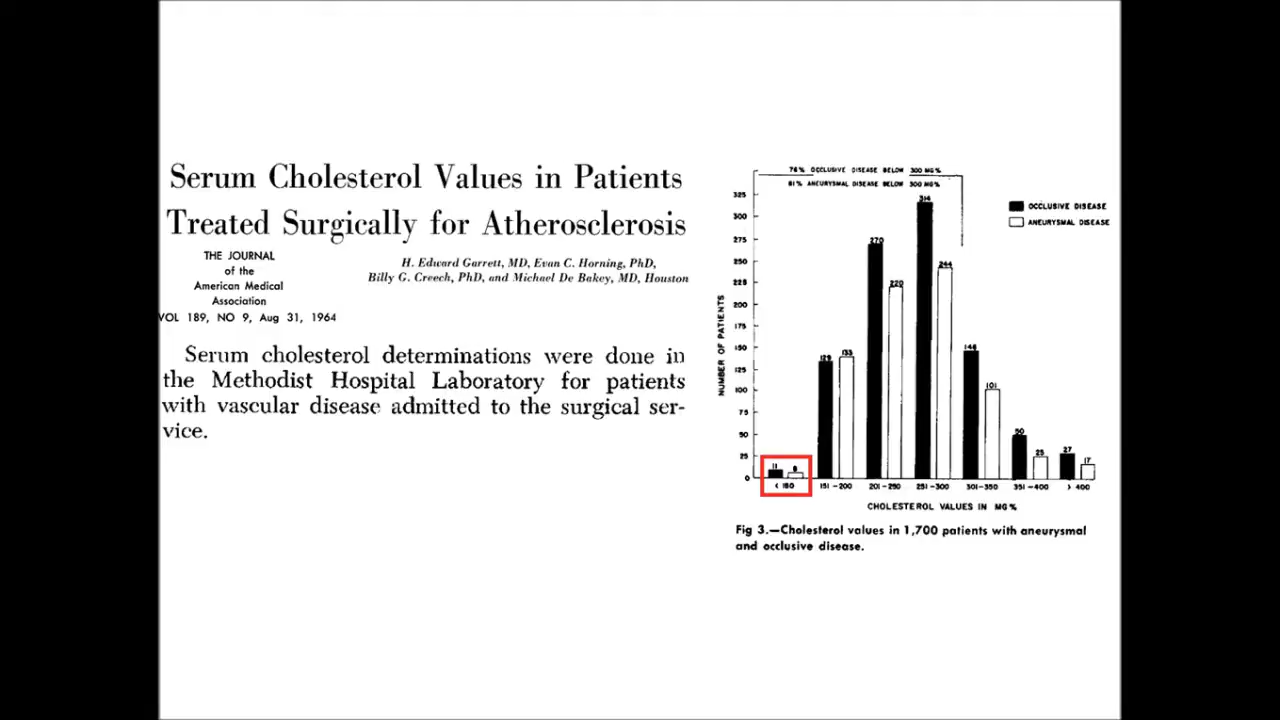 Serum Cholesterol Values in Patients
Treated Surgically for Atherosclerosis
THE JOURNAL
of the
American Medical
Association
VOL 189, NO 9, Aug 31, 1964
H. Edward Garrett, MD, Evan C. Horning, PhD,
Billy G. Creech, PhD, and Michael De Bakey, MD, Houston
Serum cholesterol determinations were done in
the Methodist Hospital Laboratory for patients
with vascular disease admitted to the surgical ser-
vice.
76% OCCLUSIVE DISEASE BELOW 300 MG%
81% ANEURYSMAL DISEASE BELOW 300 MG%
OCCLUSIVE DISEASE
ANEURYSMAL DISEASE
NUMBER OF PATIENTS
325
300
275
250
225
200
175
150
125
100
75
50
25
0
11 8
129 133
270 220
314 244
146 101
50 25
27 17
< 150 151-200 201-250 251-300 301-350 351-400 > 400
CHOLESTEROL VALUES IN MG%
Fig 3.—Cholesterol values in 1,700 patients with aneurysmal
and occlusive disease.